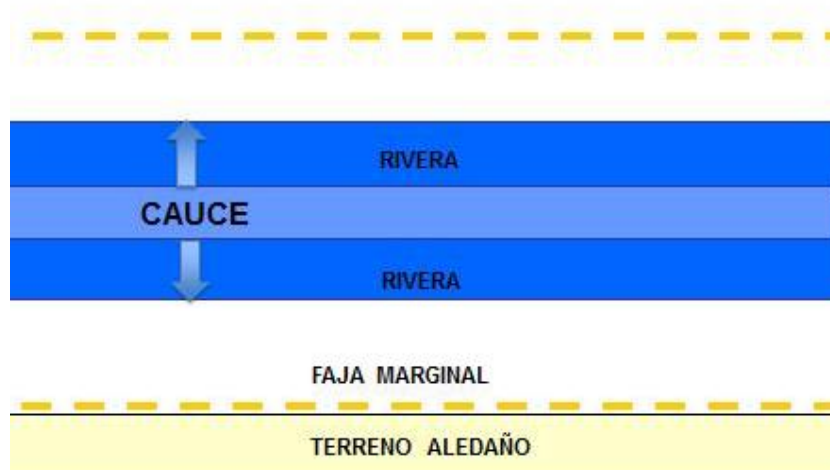 RIVERA
CAUCE
RIVERA
FAJA MARGINAL
TERRENO ALEDAÑO